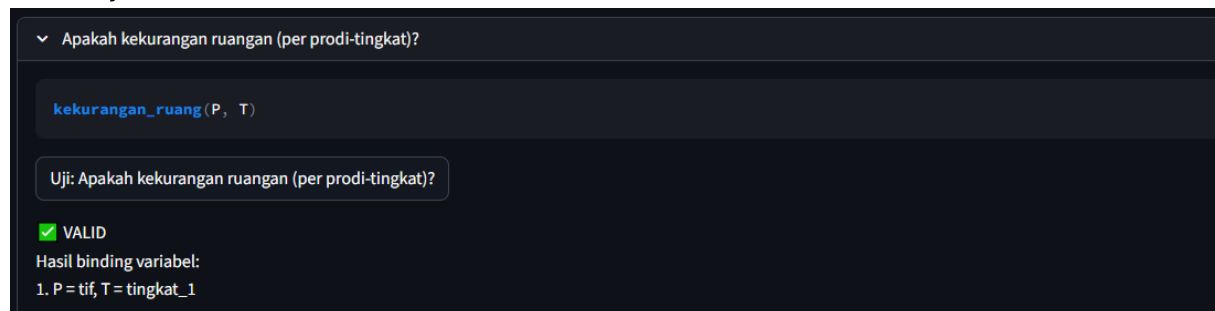 Apakah kekurangan ruangan (per prodi-tingkat)?
kekurangan_ruang(P, T)
Uji: Apakah kekurangan ruangan (per prodi-tingkat)?
✅ VALID
Hasil binding variabel:
1. P = tif, T = tingkat_1